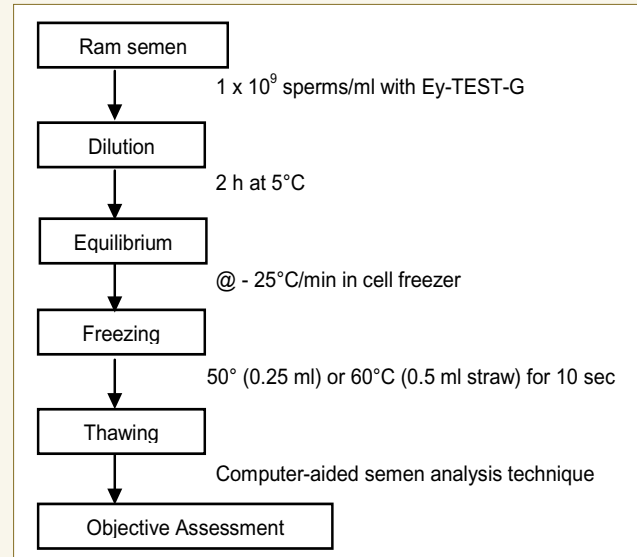 Ram semen
1 x 10⁹ sperms/ml with Ey-TEST-G
Dilution
2 h at 5°C
Equilibrium
@ - 25°C/min in cell freezer
Freezing
50° (0.25 ml) or 60°C (0.5 ml straw) for 10 sec
Thawing
Computer-aided semen analysis technique
Objective Assessment